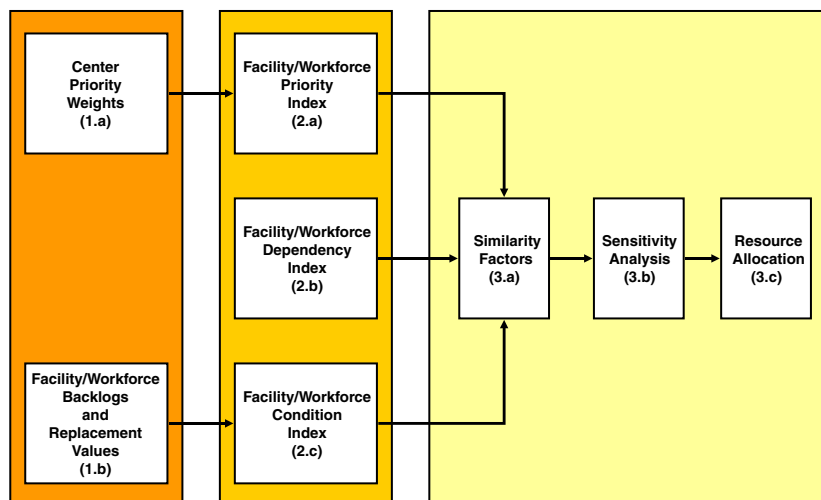 Center
Priority
Weights
(1.a)
Facility/Workforce
Priority
Index
(2.a)
Facility/Workforce
Dependency
Index
(2.b)
Similarity
Factors
(3.a)
Sensitivity
Analysis
(3.b)
Resource
Allocation
(3.c)
Facility/Workforce
Backlogs
and
Replacement
Values
(1.b)
Facility/Workforce
Condition
Index
(2.c)